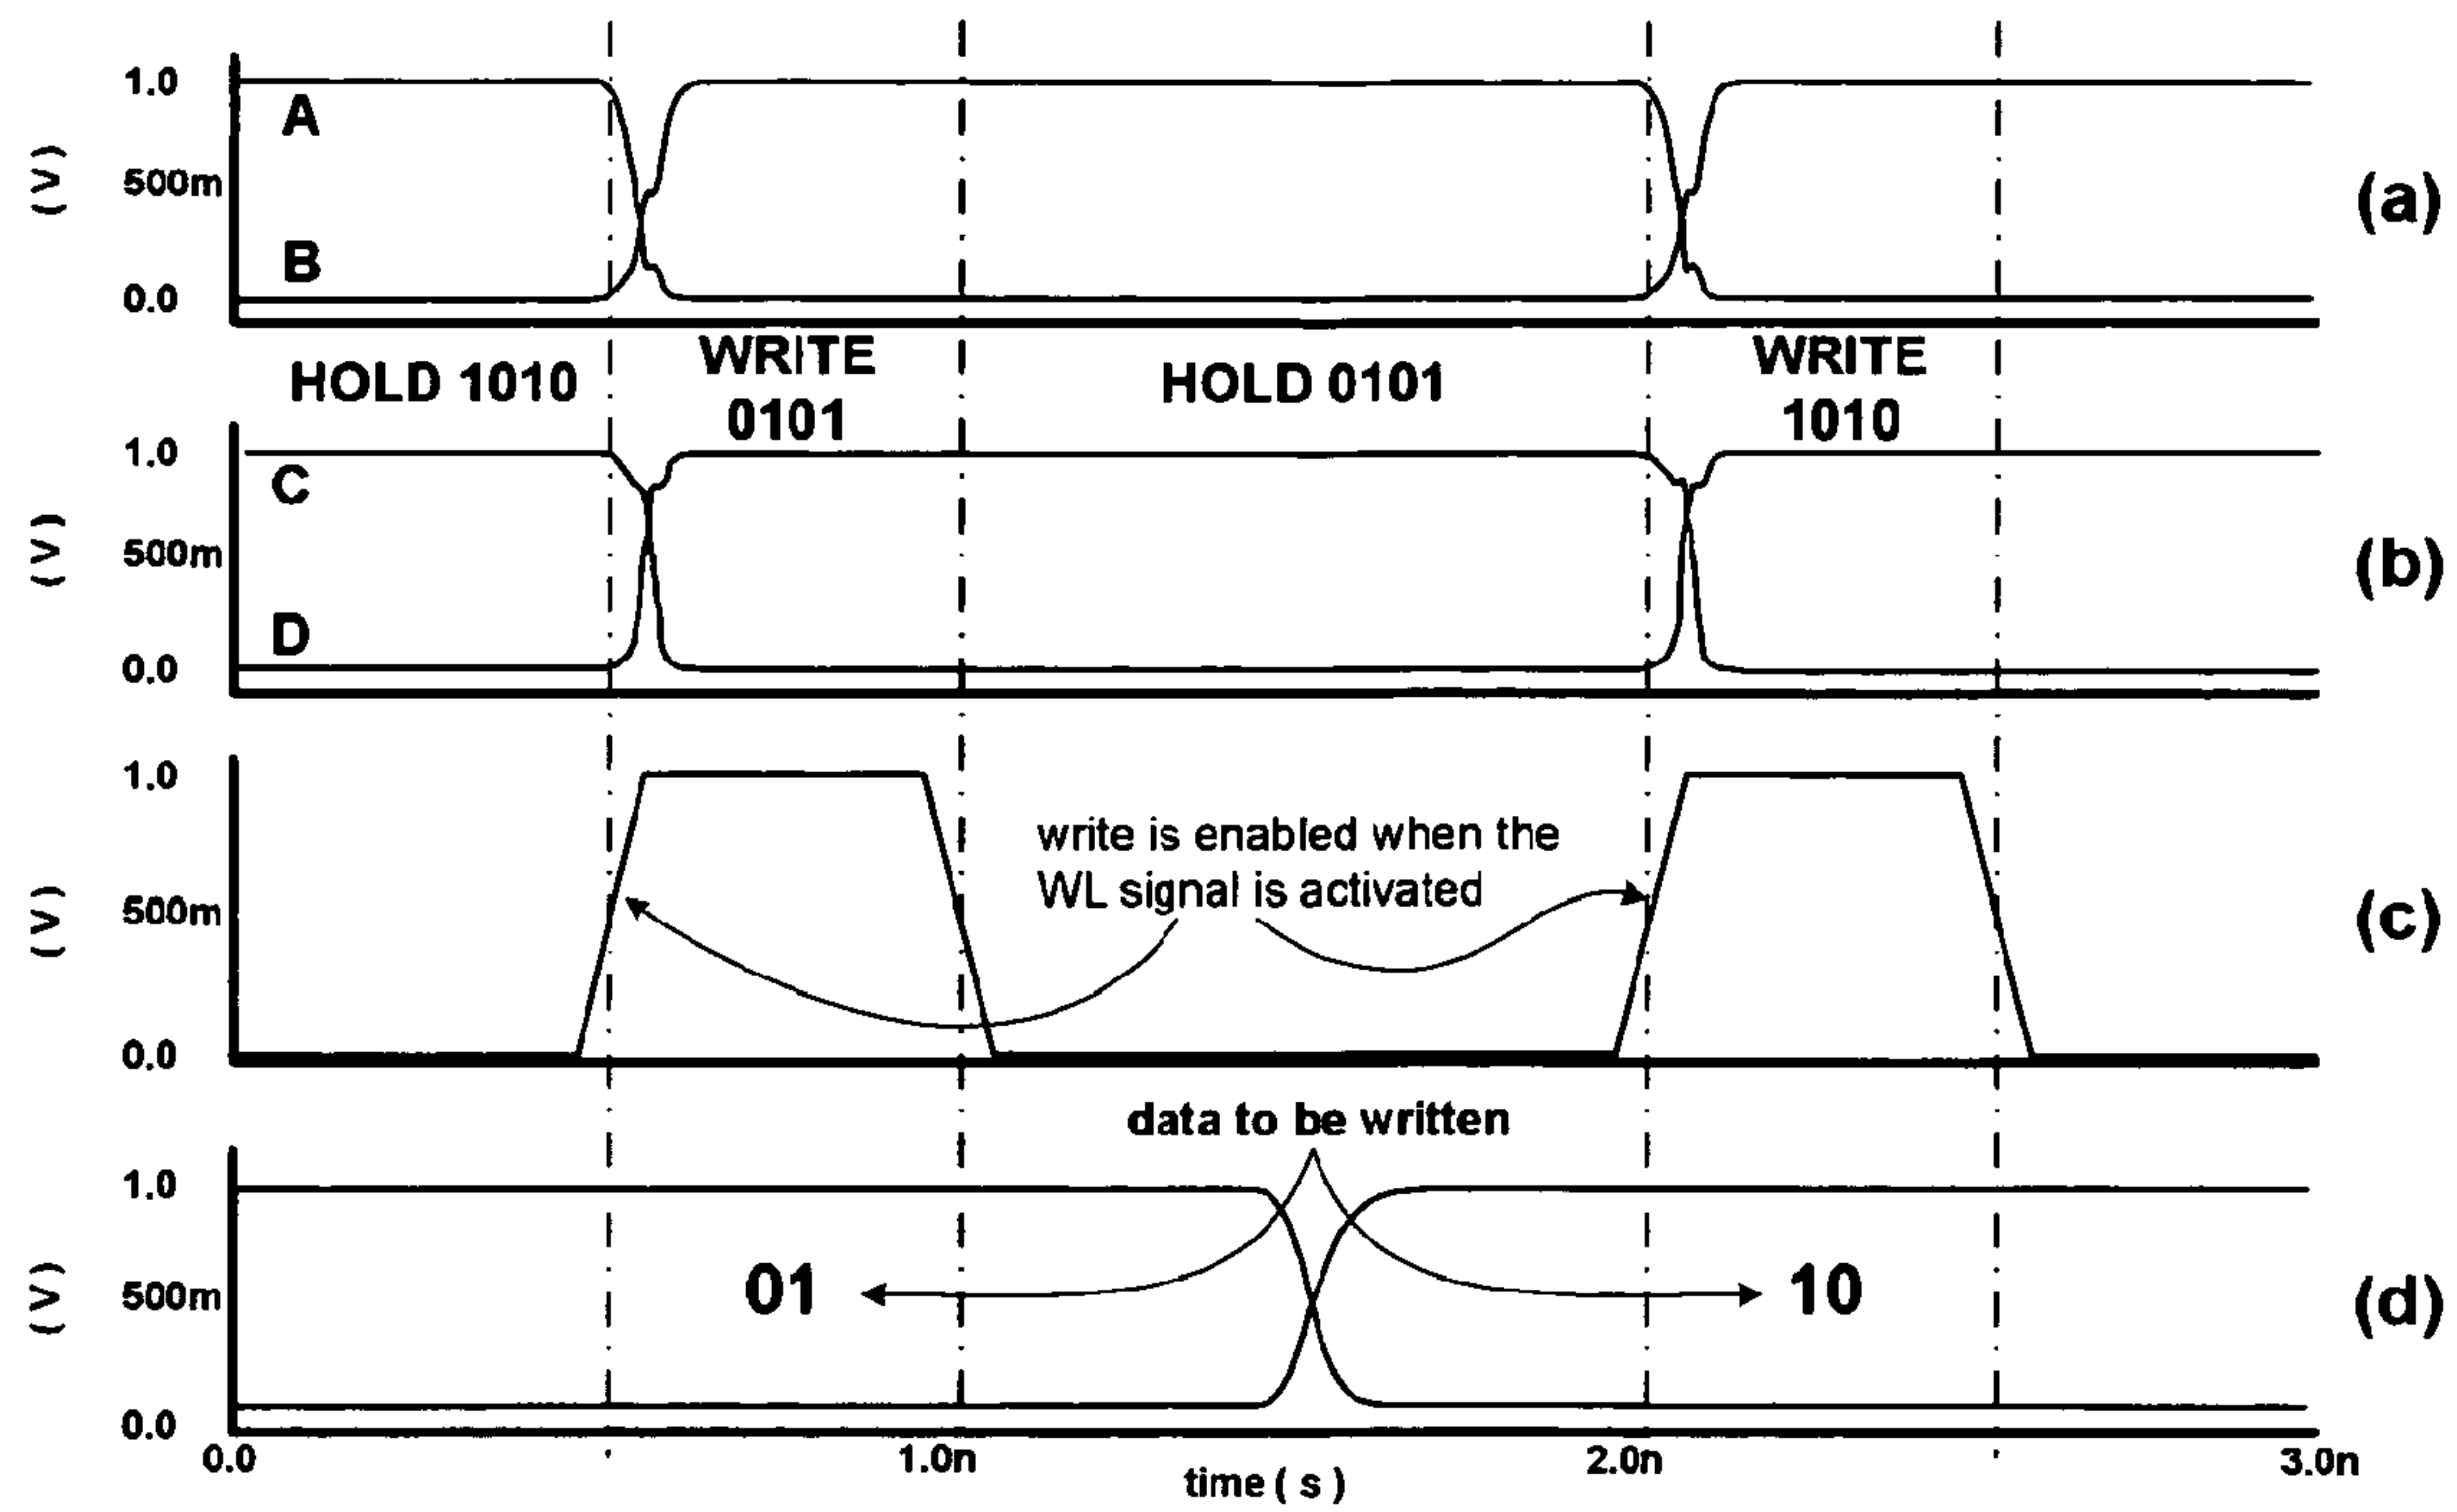 1.0
A
( V )
500m
(a)
B
0.0
HOLD 1010
WRITE
0101
HOLD 0101
WRITE
1010
1.0
C
( V )
500m
(b)
D
0.0
1.0
write is enabled when the
WL signal is activated
( V )
500m
(c)
0.0
data to be written
1.0
( V )
500m
01
10
(d)
0.0
0.0
1.0n
time ( s )
2.0n
3.0n